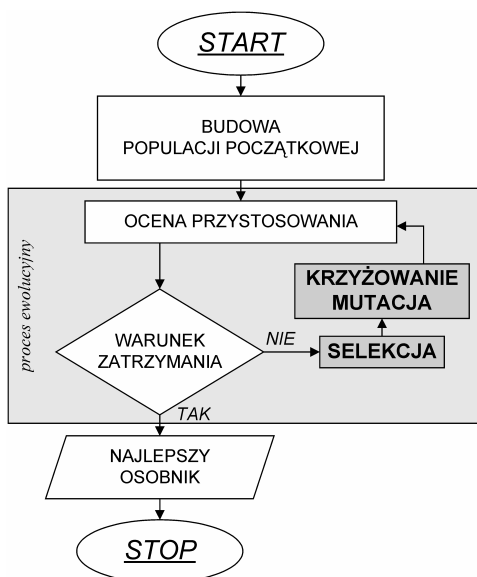 START
BUDOWA
POPULACJI POCZĄTKOWEJ
OCENA PRZYSTOSOWANIA
proces ewolucyjny
KRZYŻOWANIE
MUTACJA
WARUNEK
ZATRZYMANIA
NIE
SELEKCJA
TAK
NAJLEPSZY
OSOBNIK
STOP